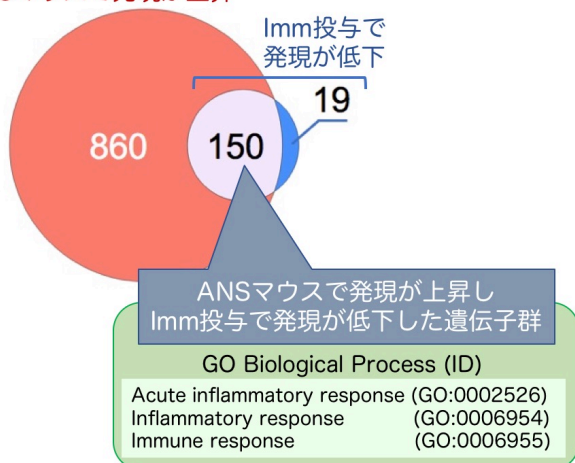 Imm投与で
発現が低下
19
860
150
ANSマウスで発現が上昇し
Imm投与で発現が低下した遺伝子群
GO Biological Process (ID)
Acute inflammatory response (GO:0002526)
Inflammatory response (GO:0006954)
Immune response (GO:0006955)